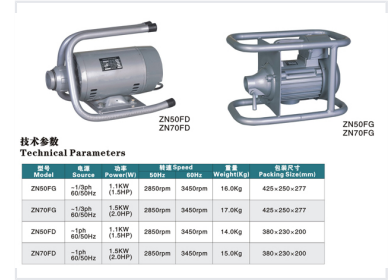 ZN50FD
ZN70FD
ZN50FG
ZN70FG
技术参数
Technical Parameters
型号 电源 功率 转速Speed 重量 包装尺寸
Model Source Power(W) 50Hz 60Hz Weight(Kg) Packing Size(mm)
ZN50FG ~1/3ph 60/50Hz 1.1KW (1.5HP) 2850rpm 3450rpm 16.0Kg 425×250×277
ZN70FG ~1/3ph 60/50Hz 1.5KW (2.0HP) 2850rpm 3450rpm 17.0Kg 425×250×277
ZN50FD ~1ph 60/50Hz 1.1KW (1.5HP) 2850rpm 3450rpm 14.0Kg 380×230×200
ZN70FD ~1ph 60/50Hz 1.5KW (2.0HP) 2850rpm 3450rpm 15.0Kg 380×230×200